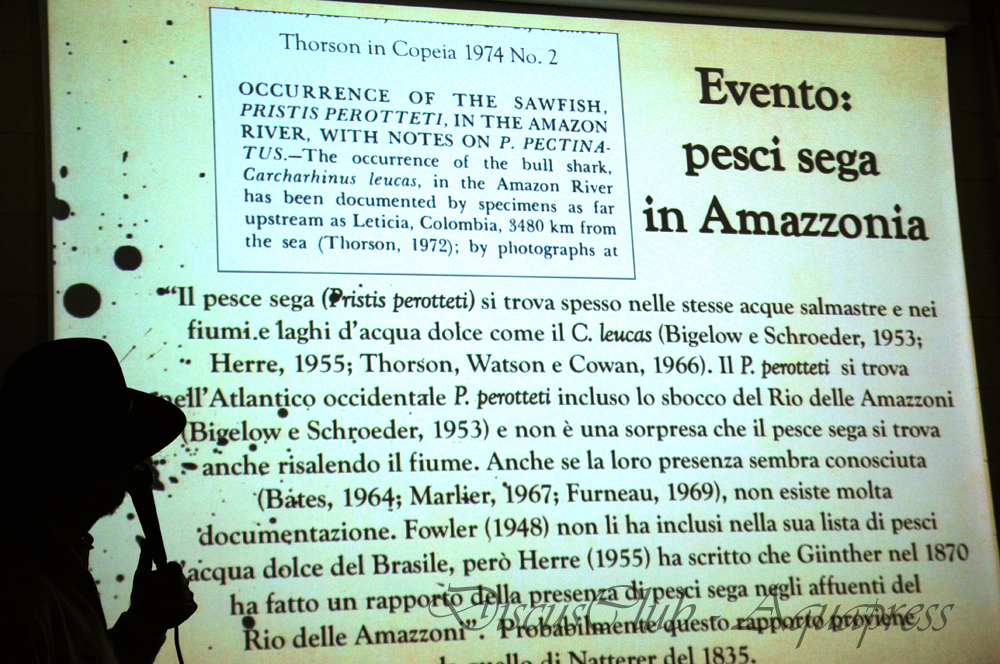 Thorson in Copeia 1974 No. 2
OCCURRENCE OF THE SAWFISH,
PRISTIS PEROTTETI, IN THE AMAZON
RIVER, WITH NOTES ON P. PECTINA-
TUS.—The occurrence of the bull shark,
Carcharhinus leucas, in the Amazon River
has been documented by specimens as far
upstream as Leticia, Colombia, 3480 km from
the sea (Thorson, 1972); by photographs at
Evento:
pesci sega
in Amazzonia
“Il pesce sega (Pristis perotteti) si trova spesso nelle stesse acque salmastre e nei
fiumi e laghi d’acqua dolce come il C. leucas (Bigelow e Schroeder, 1953;
Herre, 1955; Thorson, Watson e Cowan, 1966). Il P. perotteti si trova
nell’Atlantico occidentale P. perotteti incluso lo sbocco del Rio delle Amazzoni
(Bigelow e Schroeder, 1953) e non è una sorpresa che il pesce sega si trova
anche risalendo il fiume. Anche se la loro presenza sembra conosciuta
(Bates, 1964; Marlier, 1967; Furneau, 1969), non esiste molta
documentazione. Fowler (1948) non li ha inclusi nella sua lista di pesci
d’acqua dolce del Brasile, però Herre (1955) ha scritto che Günther nel 1870
ha fatto un rapporto della presenza di pesci sega negli affuenti del
Rio delle Amazzoni”. Probabilmente questo rapporto proviene
quello di Natterer del 1835.
DiscusClub - Aquapress